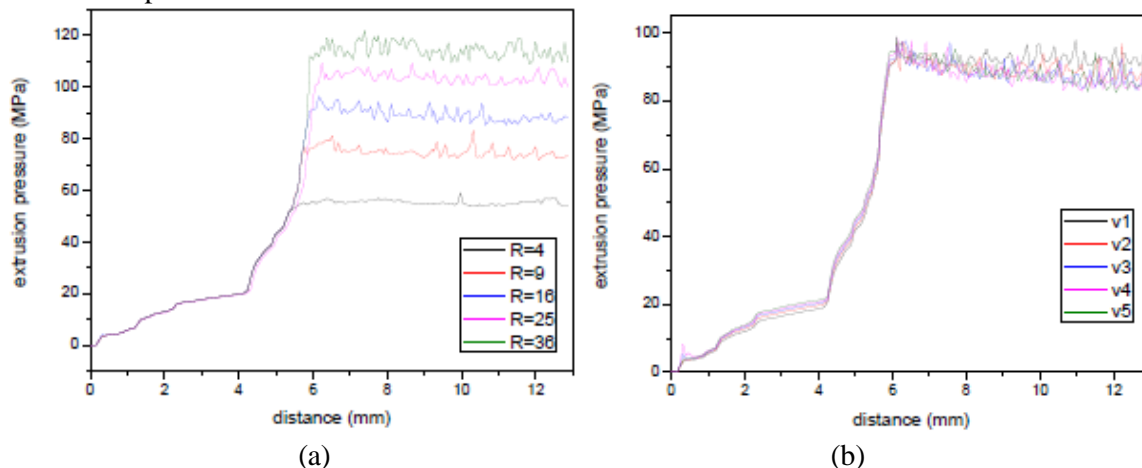 120
100
80
60
40
20
0
extrusion pressure (MPa)
R=4
R=9
R=16
R=25
R=36
0 2 4 6 8 10 12
distance (mm)
(a)
100
80
60
40
20
0
extrusion pressure (MPa)
v1
v2
v3
v4
v5
0 2 4 6 8 10 12
distance (mm)
(b)